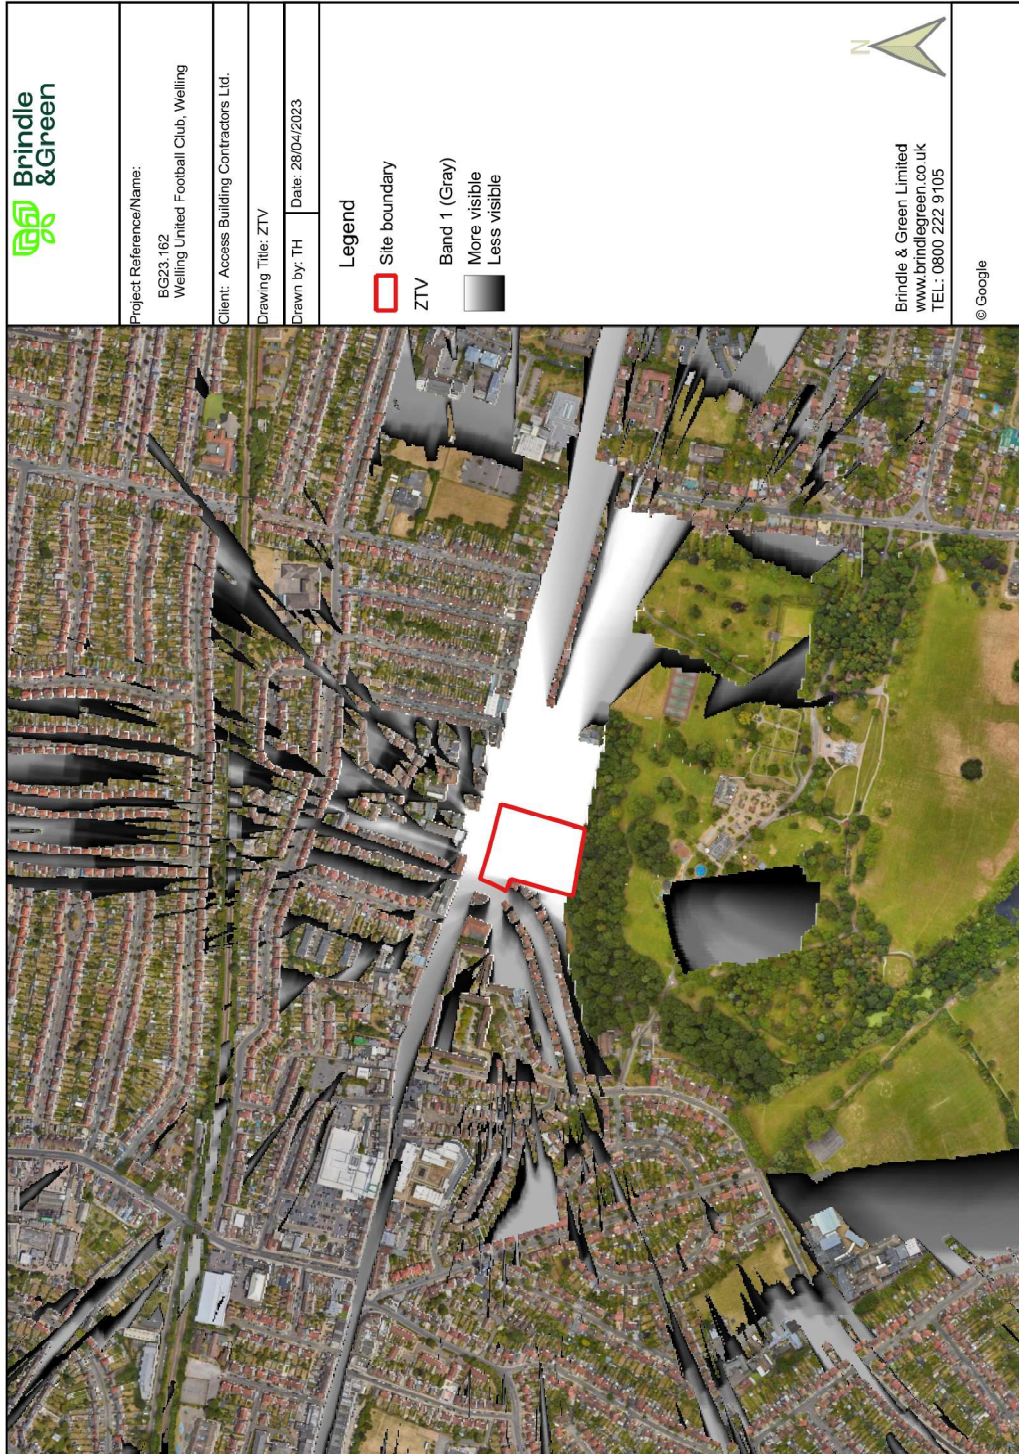 Brindle
&Green
Project Reference/Name:
BG23.162
Welling United Football Club, Welling
Client: Access Building Contractors Ltd.
Drawing Title: ZTV
Drawn by: TH
Date: 28/04/2023
Legend
Site boundary
ZTV
Band 1 (Gray)
More visible
Less visible
N
Brindle & Green Limited
www.brindlegreen.co.uk
TEL: 0800 222 9105
© Google